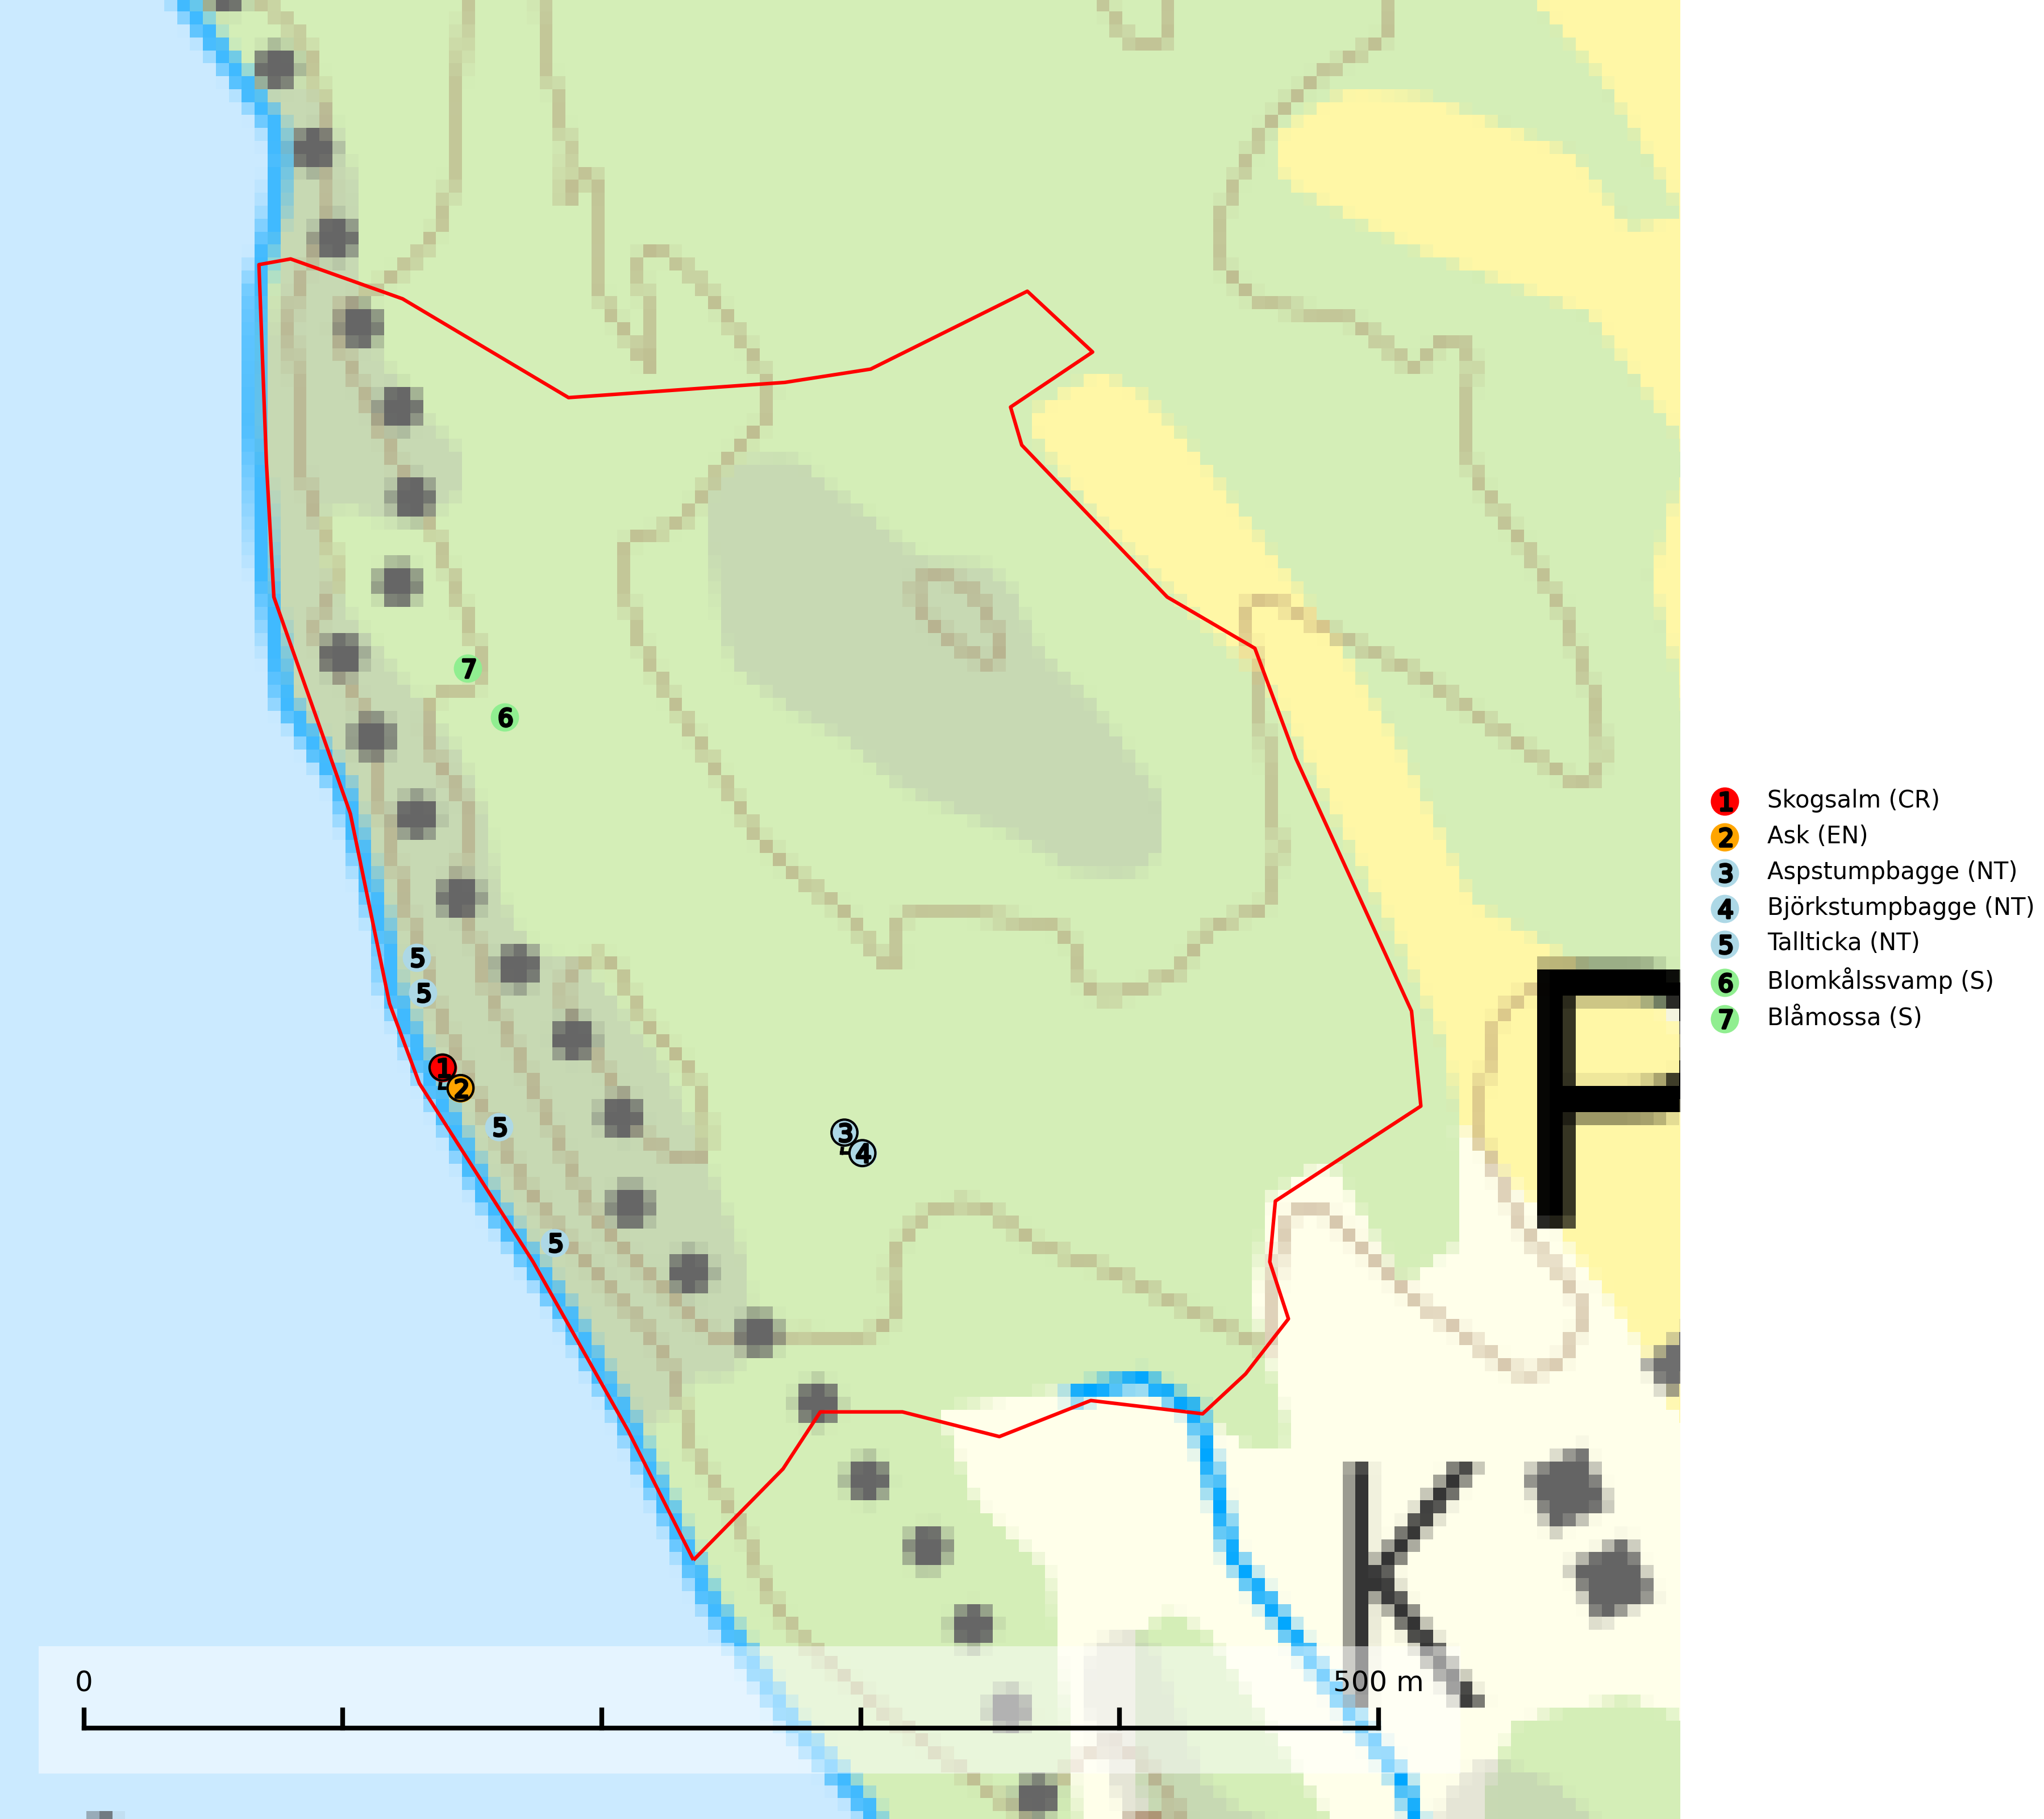 7
6
5
5
1
2
5
3
4
5
F
K
0
500 m
1 Skogsalm (CR)
2 Ask (EN)
3 Aspstumpbagge (NT)
4 Björkstumpbagge (NT)
5 Tallticka (NT)
6 Blomkålssvamp (S)
7 Blåmossa (S)